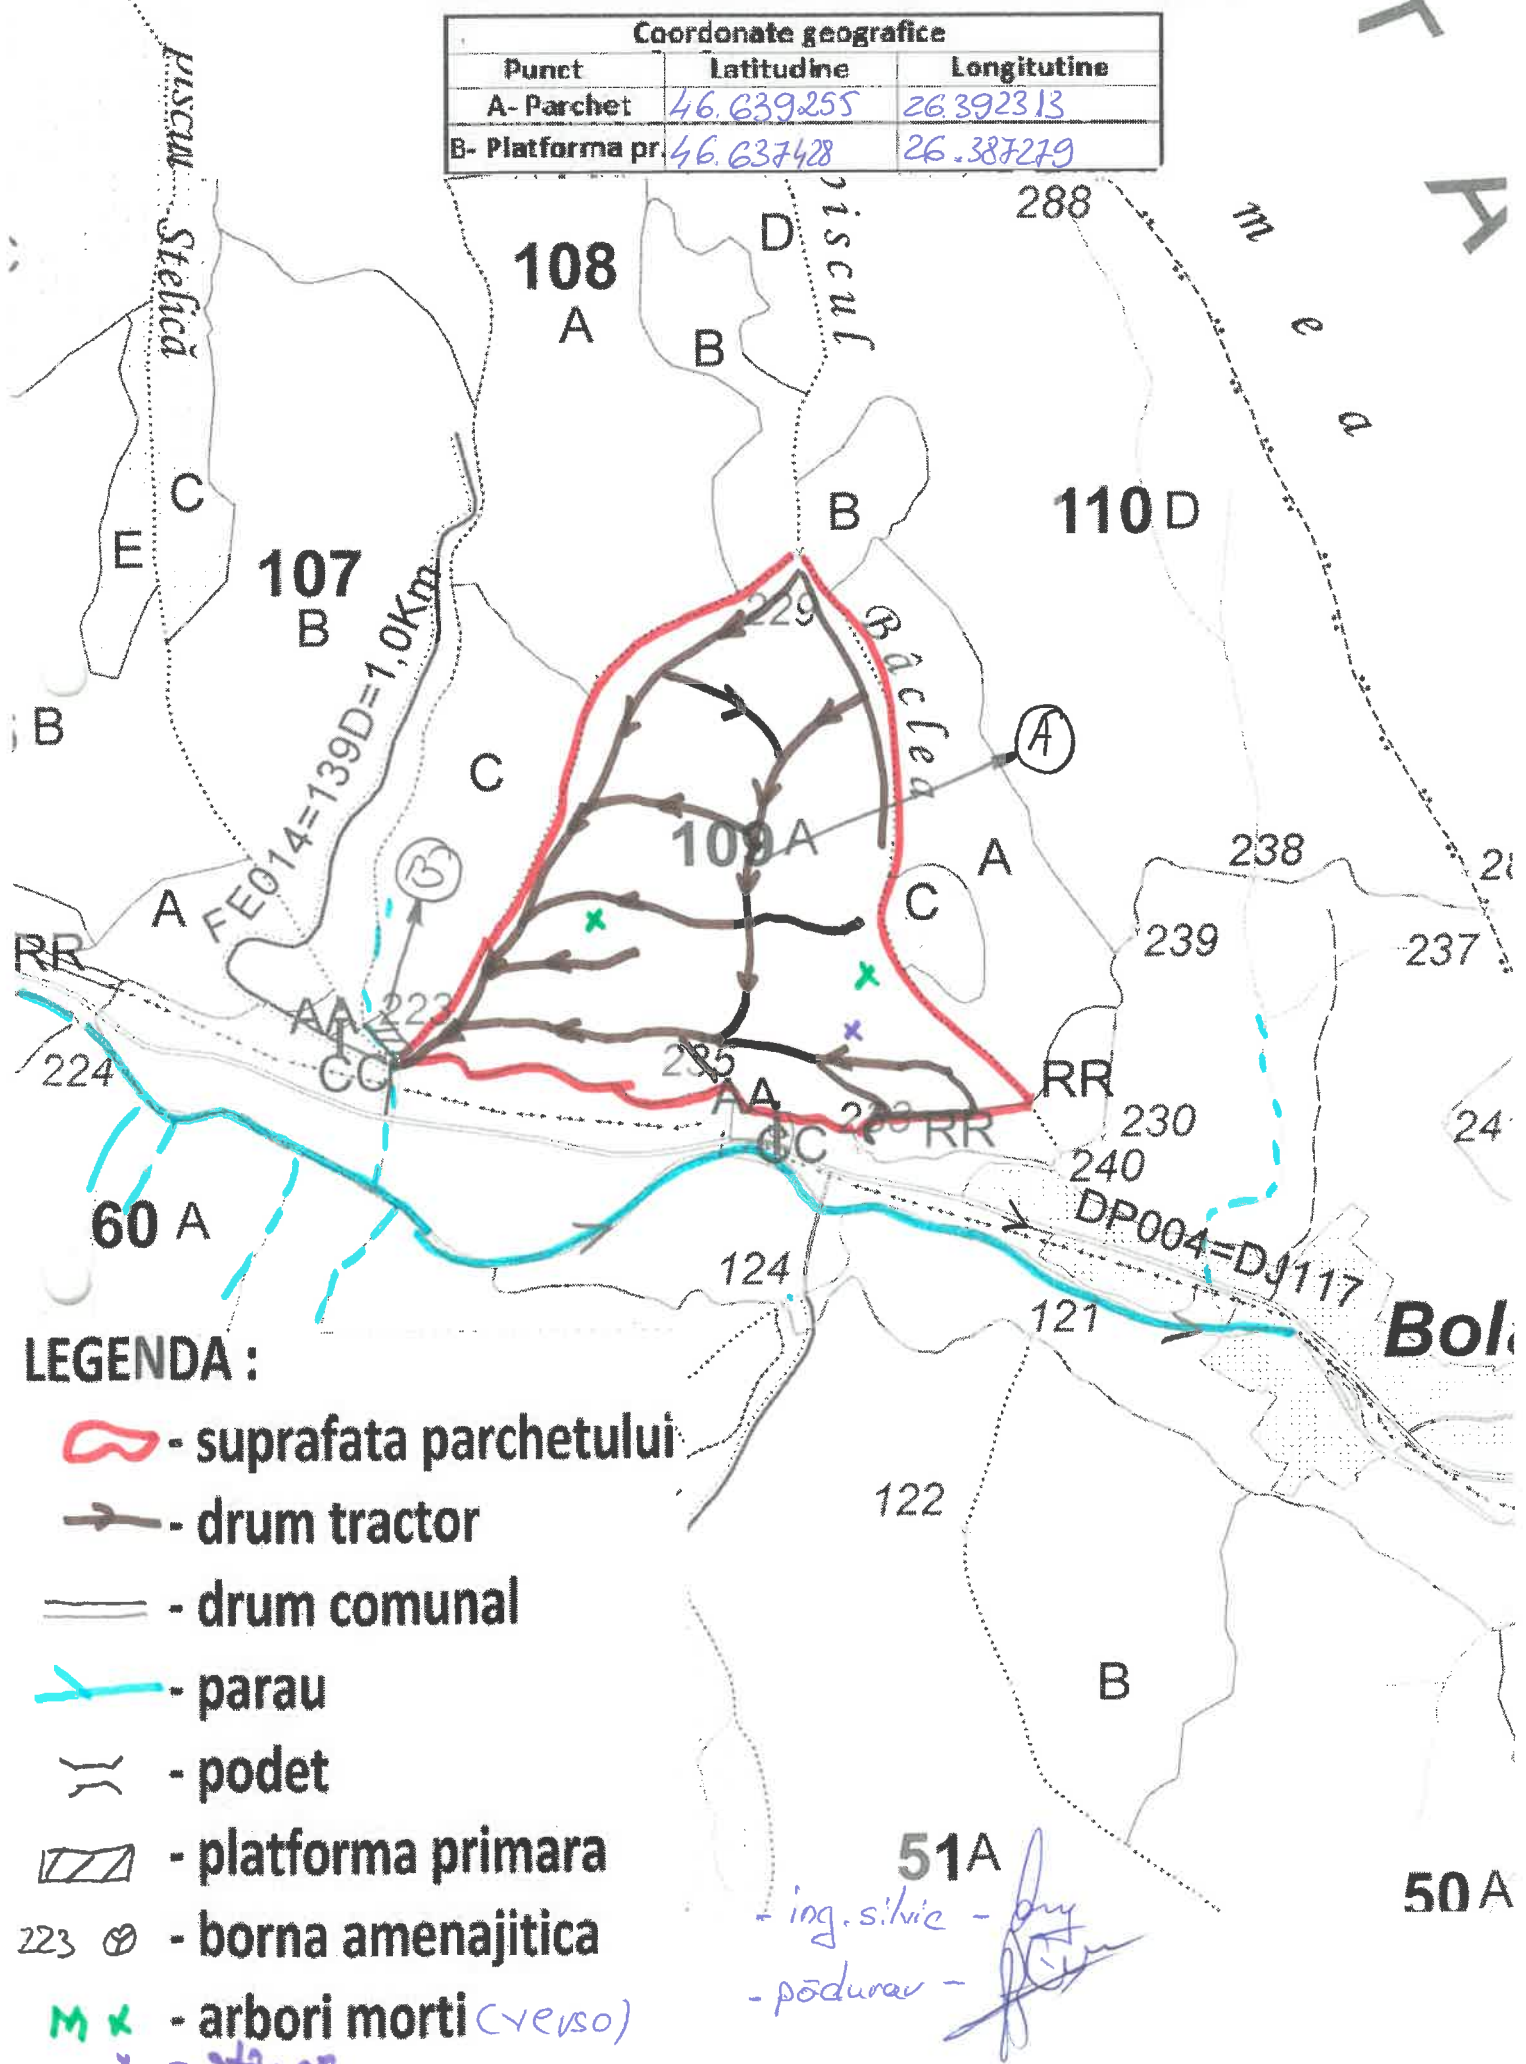 Coordonate geografice
Punct Latitudine Longitutine
A- Parchet 46.639255 26.392313
B- Platforma pr. 46.637428 26.387279
Stelică
Piscul
288
m
e
a
108
A
D
B
B
C
E
107
B
110 D
229
Bâclea
B
FE014=139D=1,0Km
C
A
109 A
A
B
C
238
239
237
A
RR
AA
223
CC
224
235
AA
CC
RR
RR
230
240
60 A
DP004=DJ117
124
121
LEGENDA :
- suprafata parchetului
- drum tractor
- drum comunal
- parau
- podet
- platforma primara
223 - borna amenajitica
M x - arbori morti (verso)
122
B
51 A
50 A
- ing. silvic -
- pădurar -